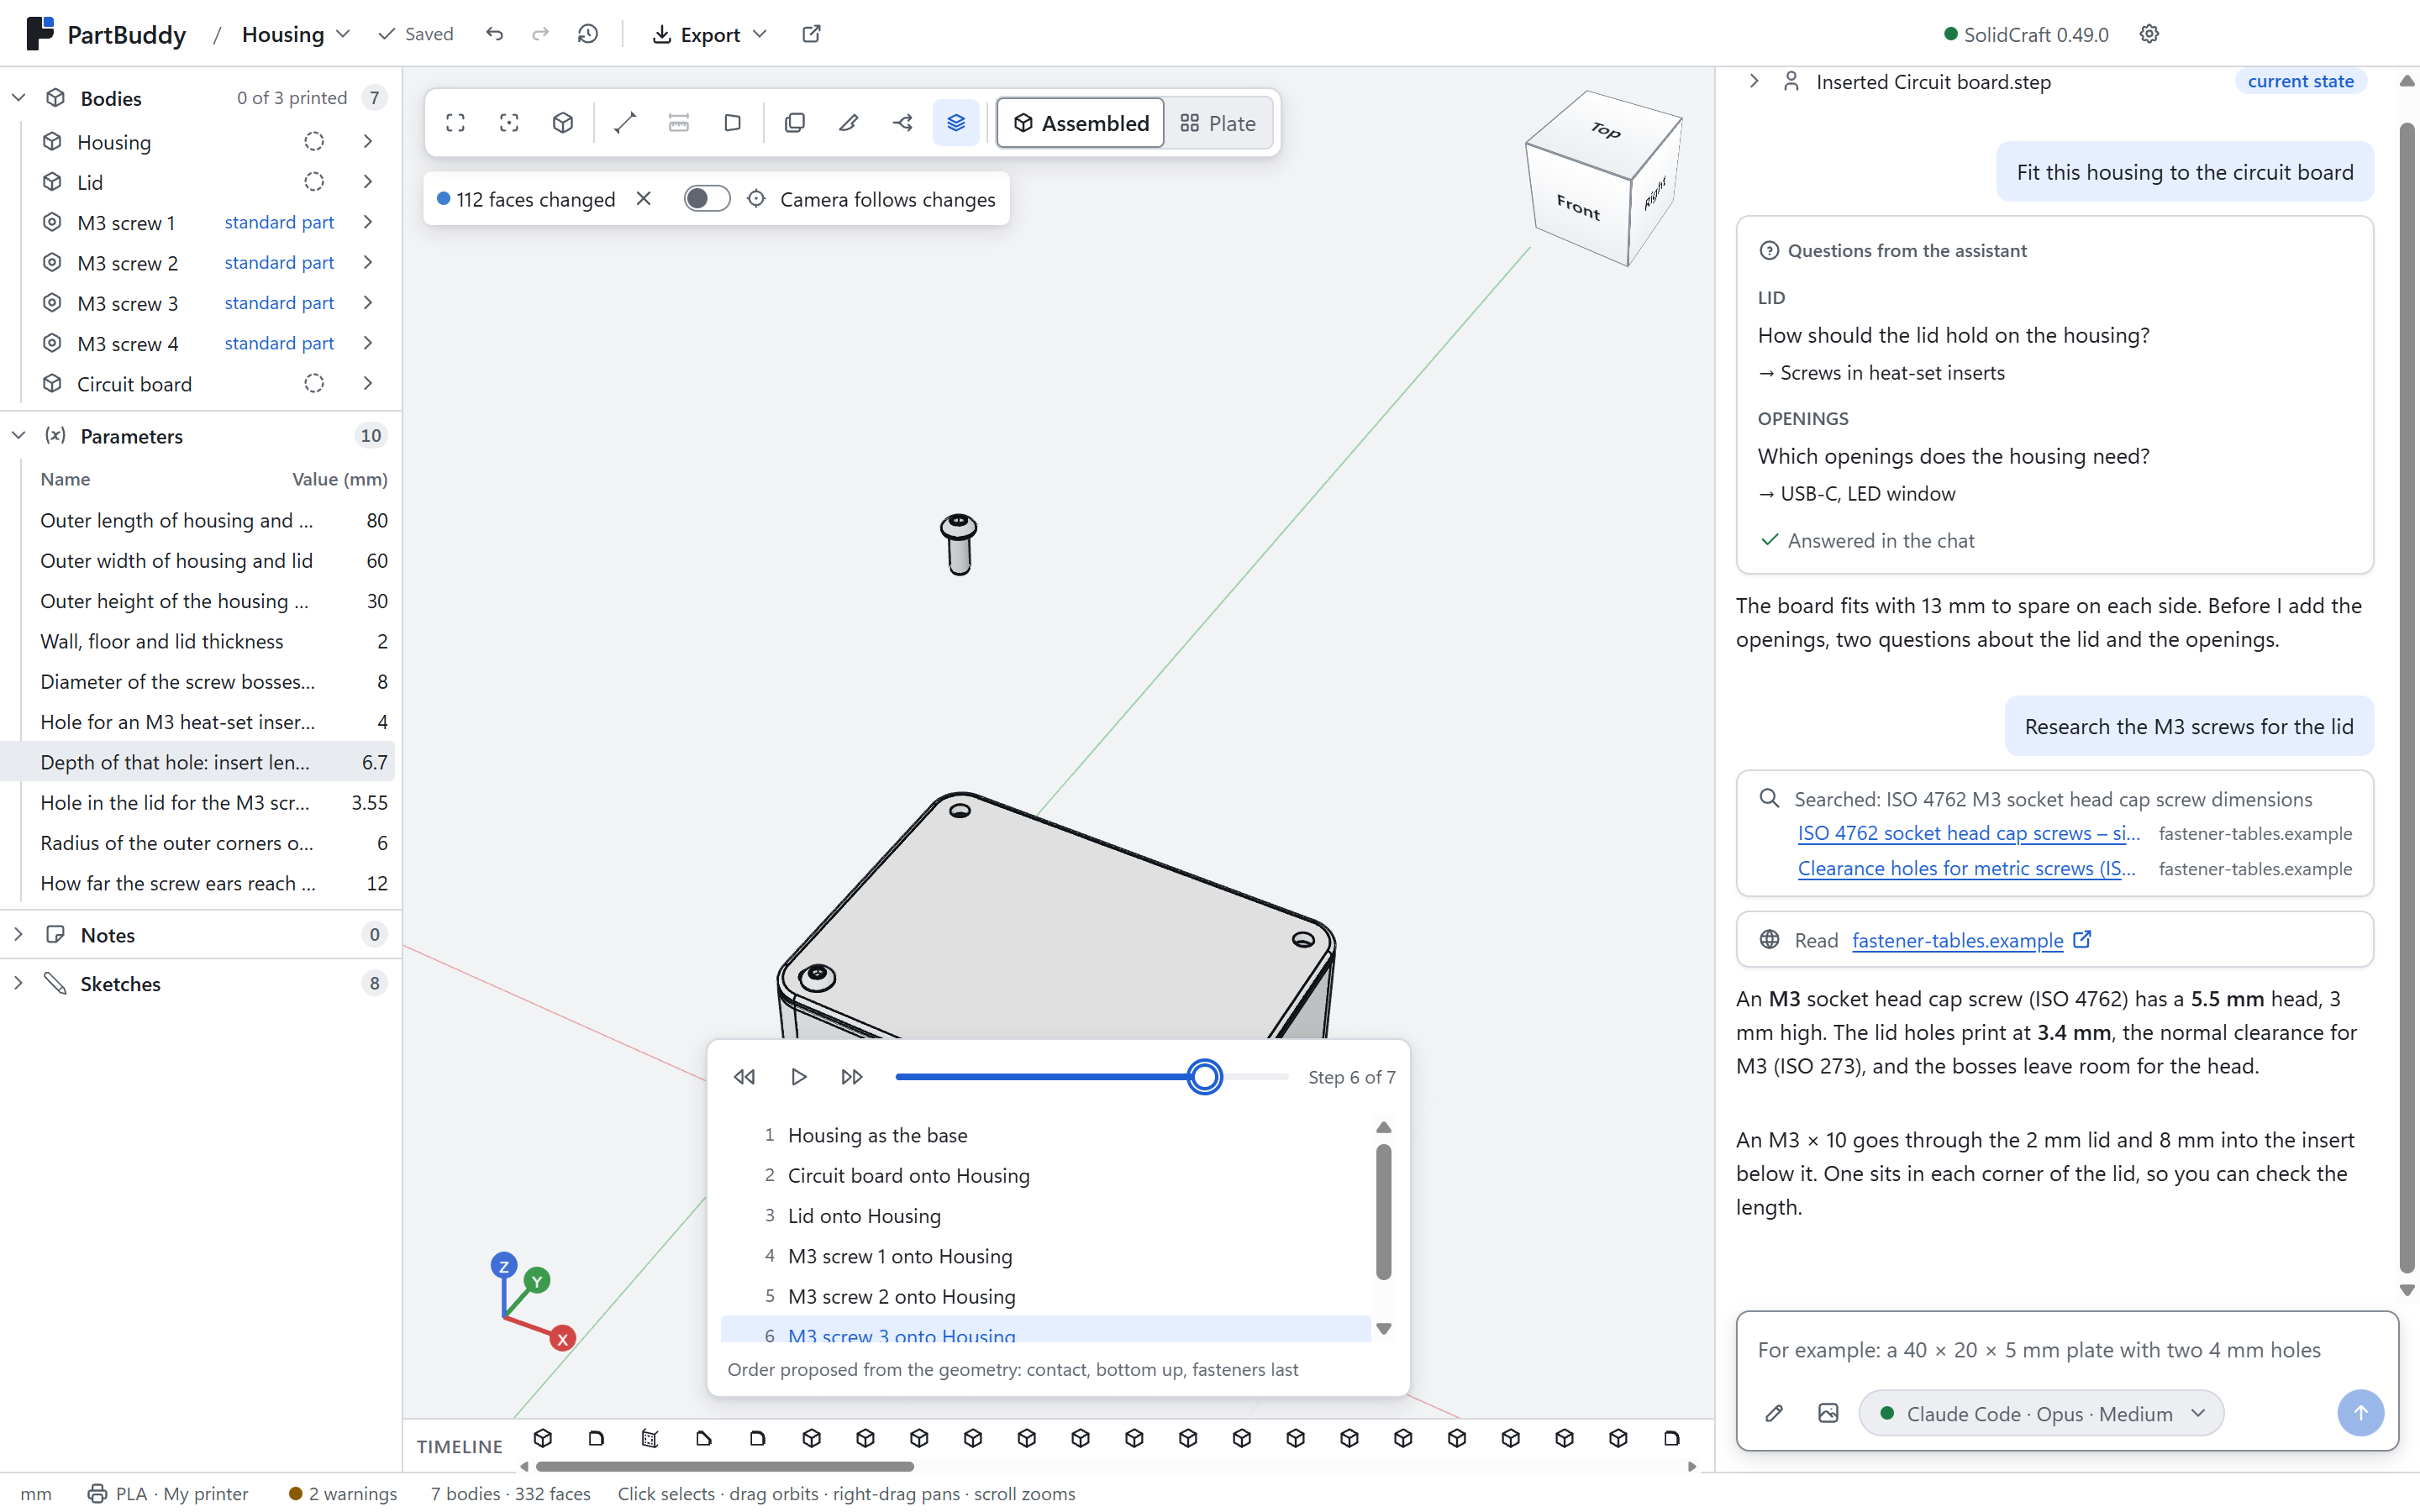 PartBuddy / Housing Saved Export SolidCraft 0.49.0
Bodies 0 of 3 printed 7
Housing
Lid
M3 screw 1 standard part
M3 screw 2 standard part
M3 screw 3 standard part
M3 screw 4 standard part
Circuit board
Parameters 10
Name Value (mm)
Outer length of housing and ... 80
Outer width of housing and lid 60
Outer height of the housing ... 30
Wall, floor and lid thickness 2
Diameter of the screw bosses... 8
Hole for an M3 heat-set inser... 4
Depth of that hole: insert len... 6.7
Hole in the lid for the M3 scr... 3.55
Radius of the outer corners o... 6
How far the screw ears reach ... 12
Notes 0
Sketches 8
Assembled Plate
112 faces changed Camera follows changes
Top
Front
Right
Z
Y
X
Step 6 of 7
1 Housing as the base
2 Circuit board onto Housing
3 Lid onto Housing
4 M3 screw 1 onto Housing
5 M3 screw 2 onto Housing
6 M3 screw 3 onto Housing
Order proposed from the geometry: contact, bottom up, fasteners last
TIMELINE
Inserted Circuit board.step current state
Fit this housing to the circuit board
Questions from the assistant
LID
How should the lid hold on the housing?
→ Screws in heat-set inserts
OPENINGS
Which openings does the housing need?
→ USB-C, LED window
Answered in the chat
The board fits with 13 mm to spare on each side. Before I add the
openings, two questions about the lid and the openings.
Research the M3 screws for the lid
Searched: ISO 4762 M3 socket head cap screw dimensions
ISO 4762 socket head cap screws – si... fastener-tables.example
Clearance holes for metric screws (IS... fastener-tables.example
Read fastener-tables.example
An M3 socket head cap screw (ISO 4762) has a 5.5 mm head, 3
mm high. The lid holes print at 3.4 mm, the normal clearance for
M3 (ISO 273), and the bosses leave room for the head.
An M3 × 10 goes through the 2 mm lid and 8 mm into the insert
below it. One sits in each corner of the lid, so you can check the
length.
For example: a 40 × 20 × 5 mm plate with two 4 mm holes
Claude Code · Opus · Medium
mm PLA · My printer 2 warnings 7 bodies · 332 faces Click selects · drag orbits · right-drag pans · scroll zooms